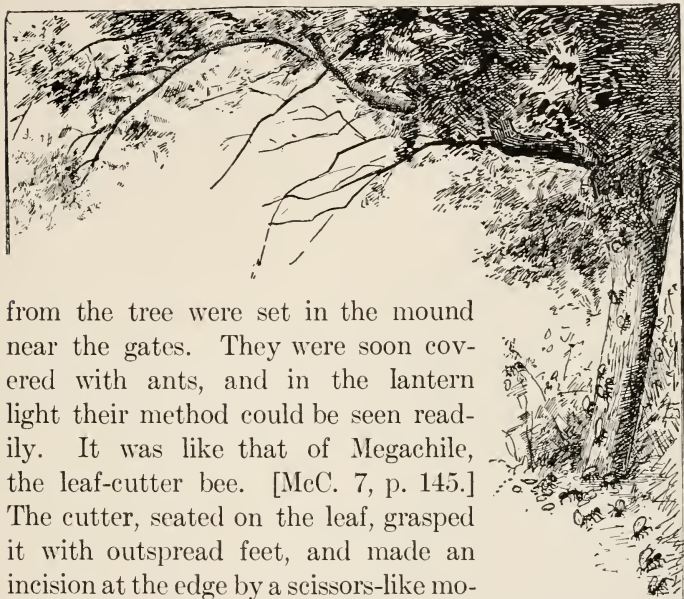 from the tree were set in the mound
near the gates. They were soon cov-
ered with ants, and in the lantern
light their method could be seen read-
ily. It was like that of Megachile,
the leaf-cutter bee. [McC. 7, p. 145.]
The cutter, seated on the leaf, grasped
it with outspread feet, and made an
incision at the edge by a scissors-like mo-